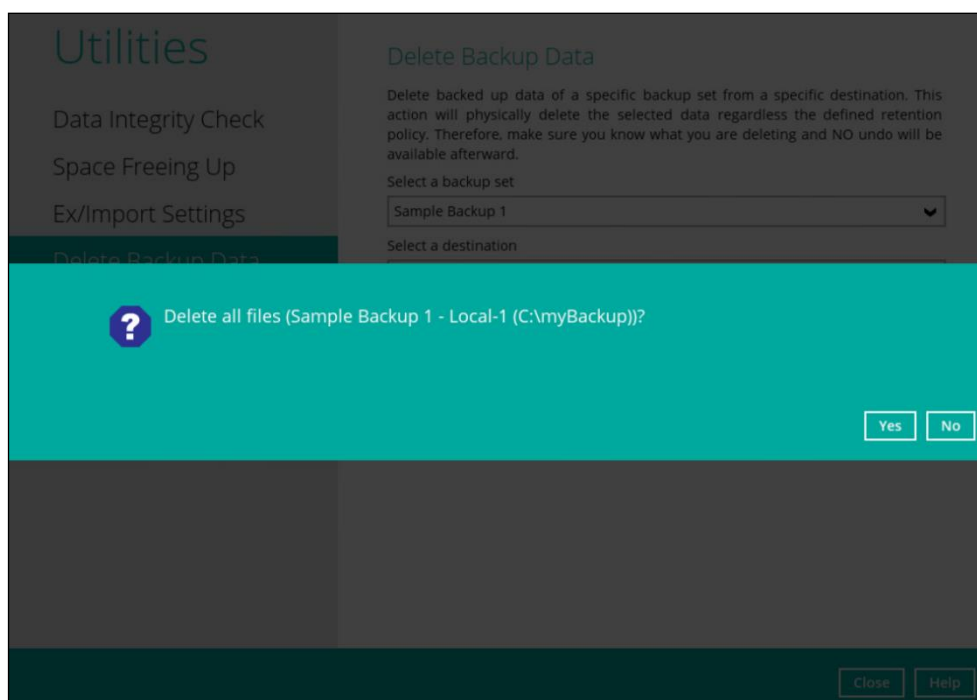 Utilities
Data Integrity Check
Space Freeing Up
Ex/Import Settings
Delete Backup Data
Delete Backup Data
Delete backed up data of a specific backup set from a specific destination. This
action will physically delete the selected data regardless the defined retention
policy. Therefore, make sure you know what you are deleting and NO undo will be
available afterward.
Select a backup set
Sample Backup 1
Select a destination
?
Delete all files (Sample Backup 1 - Local-1 (C:\myBackup))?
Yes
No
Close
Help